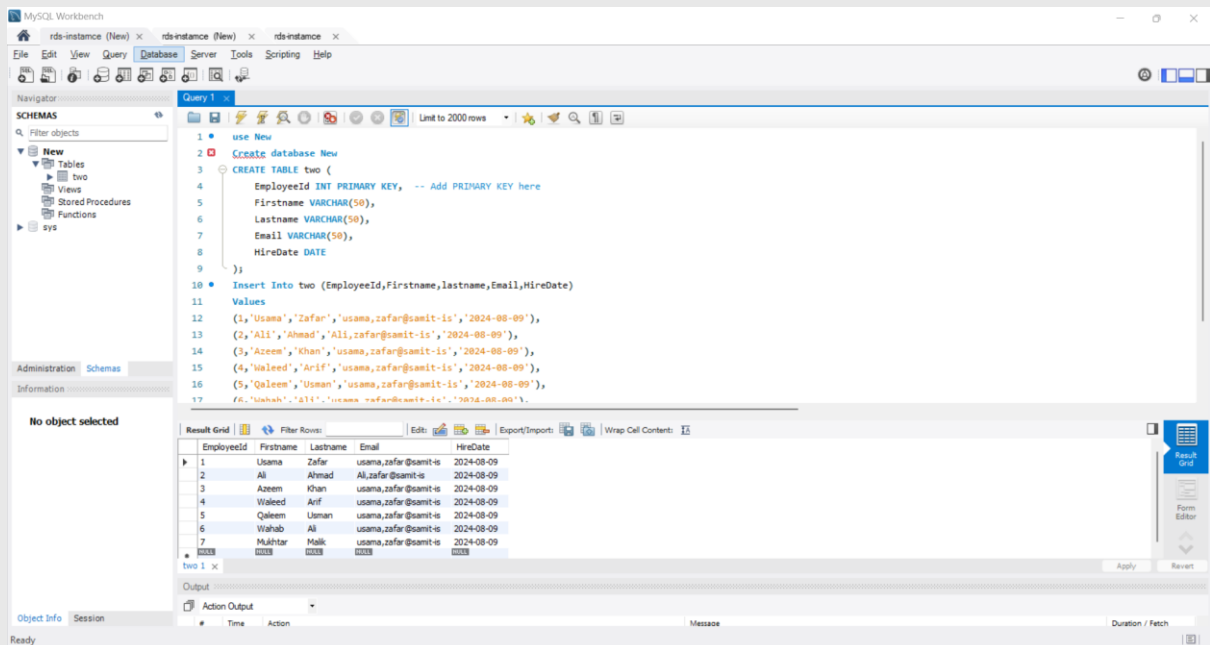 MySQL Workbench
rds-instamce (New) × rds-instamce (New) × rds-instamce ×
File Edit View Query Database Server Tools Scripting Help
Navigator
SCHEMAS
Filter objects
New
Tables
two
Views
Stored Procedures
Functions
sys
Administration Schemas
Information
No object selected
Object Info Session
Query 1 ×
Limit to 2000 rows
1 use New
2 Create database New
3 CREATE TABLE two (
4 EmployeeId INT PRIMARY KEY, -- Add PRIMARY KEY here
5 Firstname VARCHAR(50),
6 Lastname VARCHAR(50),
7 Email VARCHAR(50),
8 HireDate DATE
9 );
10 Insert Into two (EmployeeId,Firstname,lastname,Email,HireDate)
11 Values
12 (1,'Usama','Zafar','usama,zafar@samit-is','2024-08-09'),
13 (2,'Ali','Ahmad','Ali,zafar@samit-is','2024-08-09'),
14 (3,'Azeem','Khan','usama,zafar@samit-is','2024-08-09'),
15 (4,'Waleed','Arif','usama,zafar@samit-is','2024-08-09'),
16 (5,'Qaleem','Usman','usama,zafar@samit-is','2024-08-09'),
17 (6,'Wahab','Ali','usama,zafar@samit-is','2024-08-09'),
Result Grid Filter Rows: Edit: Export/Import: Wrap Cell Content:
EmployeeId Firstname Lastname Email HireDate
1 Usama Zafar usama,zafar@samit-is 2024-08-09
2 Ali Ahmad Ali,zafar@samit-is 2024-08-09
3 Azeem Khan usama,zafar@samit-is 2024-08-09
4 Waleed Arif usama,zafar@samit-is 2024-08-09
5 Qaleem Usman usama,zafar@samit-is 2024-08-09
6 Wahab Ali usama,zafar@samit-is 2024-08-09
7 Mukhtar Malik usama,zafar@samit-is 2024-08-09
NULL NULL NULL NULL NULL
Result
Grid
Form
Editor
two 1 × Apply Revert
Output
Action Output
# Time Action Message Duration / Fetch
Ready